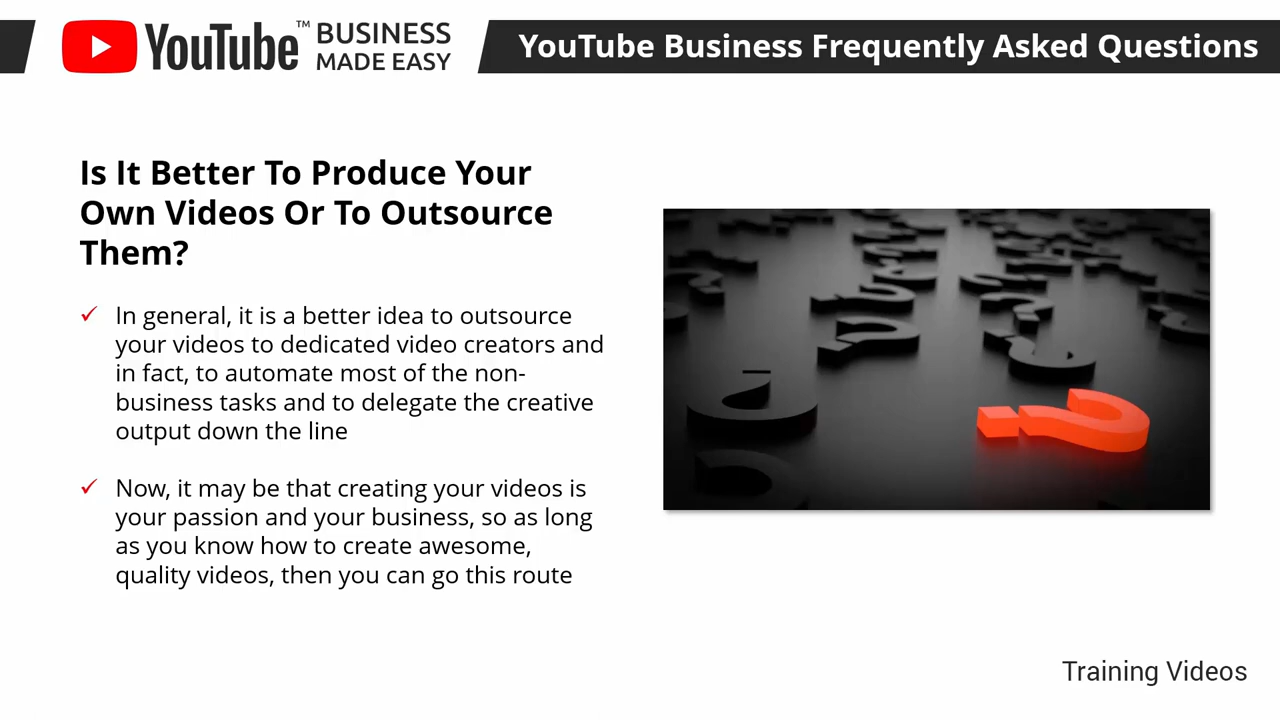 YouTube™ BUSINESS
MADE EASY
YouTube Business Frequently Asked Questions
Is It Better To Produce Your
Own Videos Or To Outsource
Them?
✓ In general, it is a better idea to outsource
your videos to dedicated video creators and
in fact, to automate most of the non-
business tasks and to delegate the creative
output down the line
✓ Now, it may be that creating your videos is
your passion and your business, so as long
as you know how to create awesome,
quality videos, then you can go this route
Training Videos